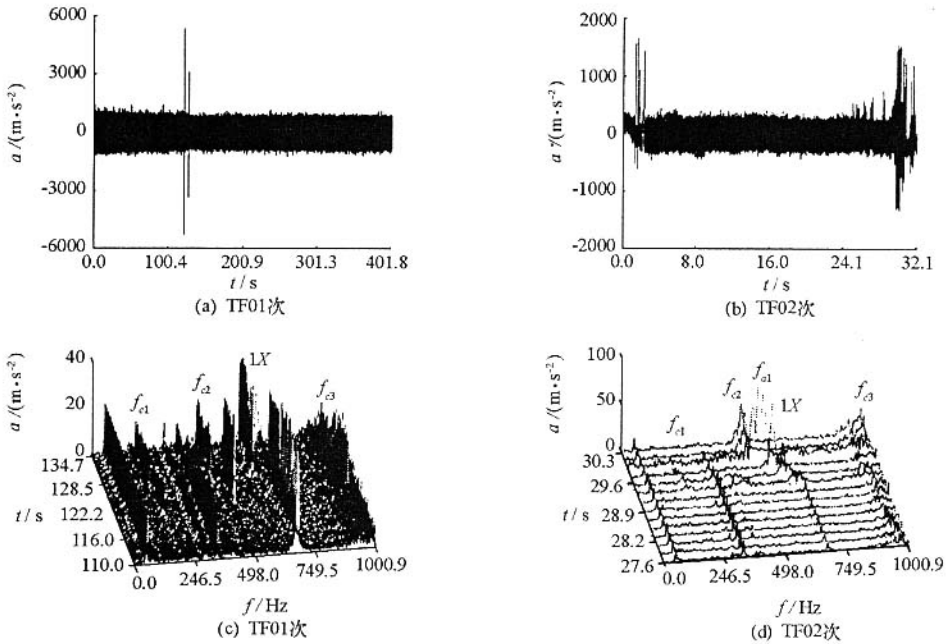 6000
3000
0
-3000
-6000
a /(m·s⁻²)
0.0 100.4 200.9 301.3 401.8
t / s
(a) TF01次
2000
1000
0
-1000
-2000
0.0 8.0 16.0 24.1 32.1
t / s
(b) TF02次
40
20
0
a /(m·s⁻²)
f_c1 f_c2 1X f_c3
134.7
128.5
122.2
116.0
110.0
t / s
0.0 246.5 498.0 749.5 1000.9
f / Hz
(c) TF01次
100
50
0
a /(m·s⁻²)
f_c1 f_c2 f_a1 1X f_c3
30.3
29.6
28.9
28.2
27.6
t / s
0.0 246.5 498.0 749.5 1000.9
f / Hz
(d) TF02次